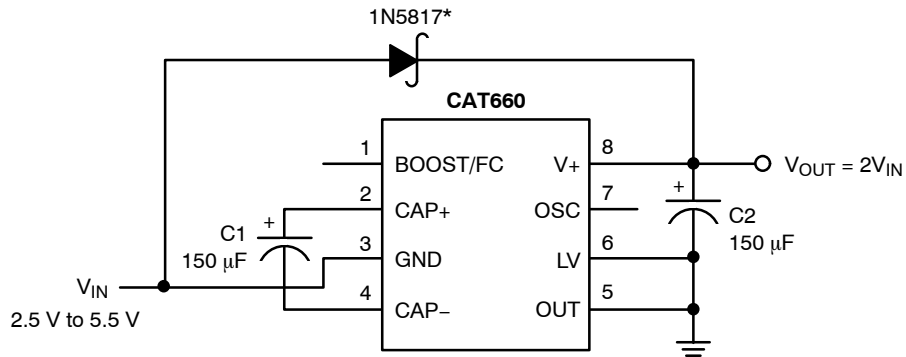 1N5817*
CAT660
1 BOOST/FC V+ 8
VOUT = 2VIN
2 CAP+ OSC 7
+ C1 150 μF
+ C2 150 μF
3 GND LV 6
VIN
2.5 V to 5.5 V
4 CAP− OUT 5